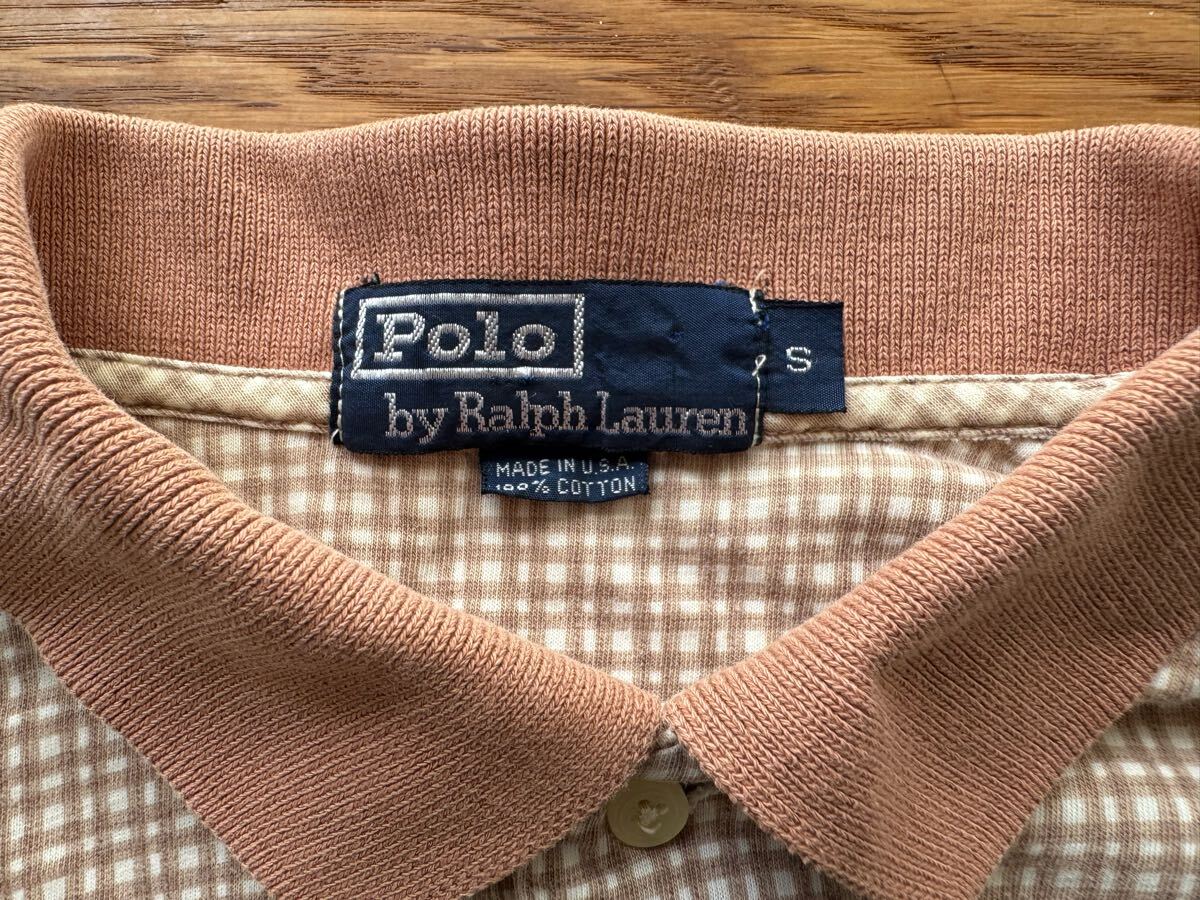 Polo
by Ralph Lauren
S
MADE IN U.S.A.
100% COTTON